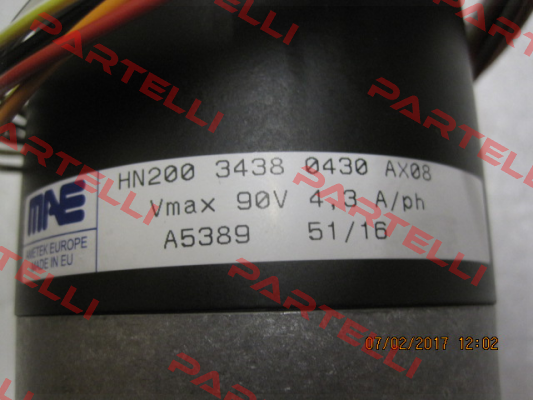 PARTELLI
PARTELLI
HN200 3438 0430 AX08
Vmax 90V 4,3 A/ph
A5389 51/16
MAE
AMETEK EUROPE
MADE IN EU
PARTELLI
PARTELLI
PARTELLI
PARTELLI
07/02/2017 12:02